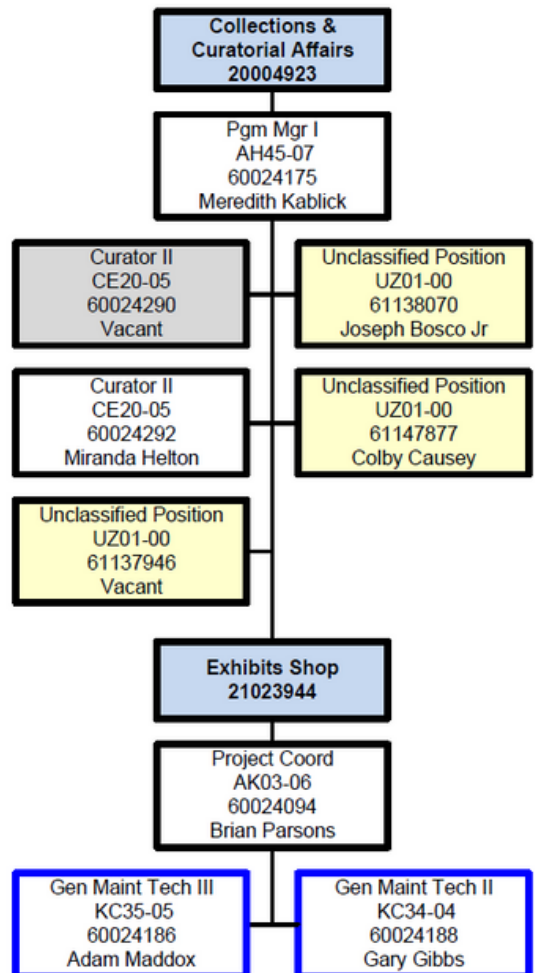 Collections &
Curatorial Affairs
20004923
Pgm Mgr I
AH45-07
60024175
Meredith Kablick
Curator II
CE20-05
60024290
Vacant
Unclassified Position
UZ01-00
61138070
Joseph Bosco Jr
Curator II
CE20-05
60024292
Miranda Helton
Unclassified Position
UZ01-00
61147877
Colby Causey
Unclassified Position
UZ01-00
61137946
Vacant
Exhibits Shop
21023944
Project Coord
AK03-06
60024094
Brian Parsons
Gen Maint Tech III
KC35-05
60024186
Adam Maddox
Gen Maint Tech II
KC34-04
60024188
Gary Gibbs